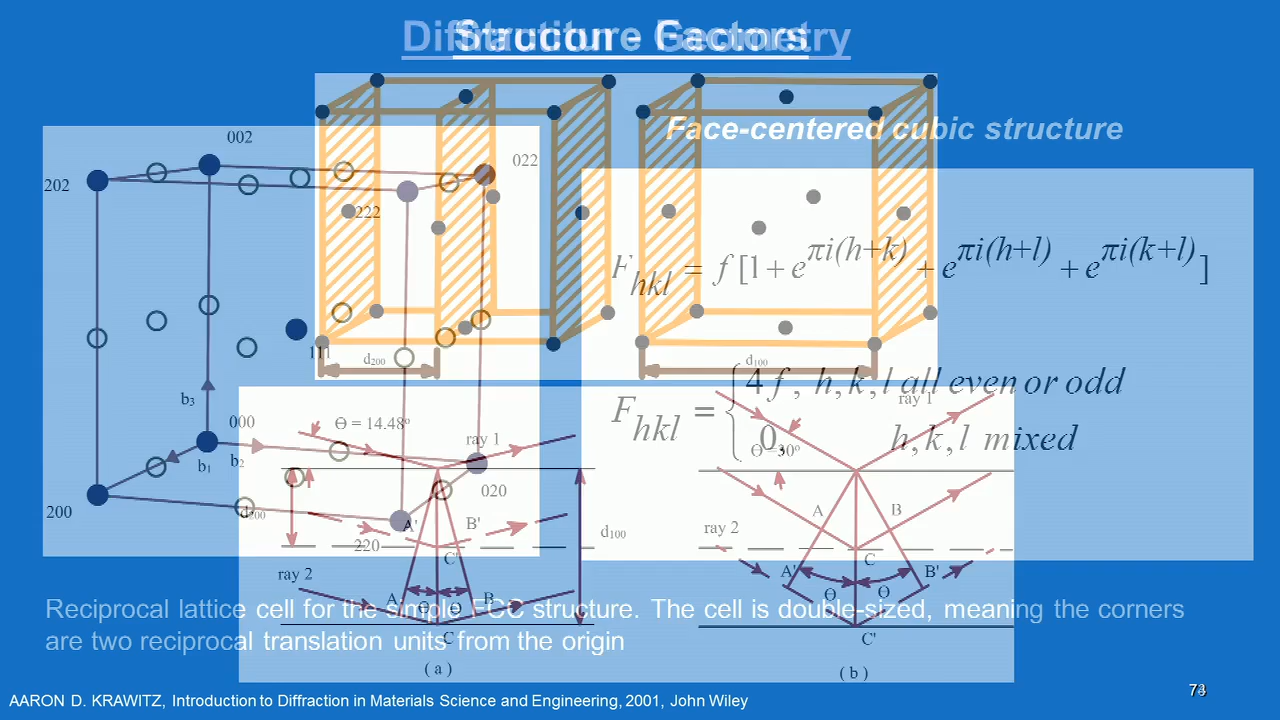 Diffraction Geometry
Structure Factors
Face-centered cubic structure
002
022
202
222
111
b3
000
b1
b2
200
020
220
d200
d100
F_hkl = f [1 + e^πi(h+k) + e^πi(h+l) + e^πi(k+l)]
F_hkl = { 4f, h, k, l all even or odd
0, h, k, l mixed
Θ = 14.48°
ray 1
d200
A'
B'
C'
d100
ray 2
A
Θ
Θ
B
C
( a )
ray 1
Θ = 30°
A
B
ray 2
C
A'
B'
Θ
Θ
C'
( b )
Reciprocal lattice cell for the simple FCC structure. The cell is double-sized, meaning the corners
are two reciprocal translation units from the origin
AARON D. KRAWITZ, Introduction to Diffraction in Materials Science and Engineering, 2001, John Wiley